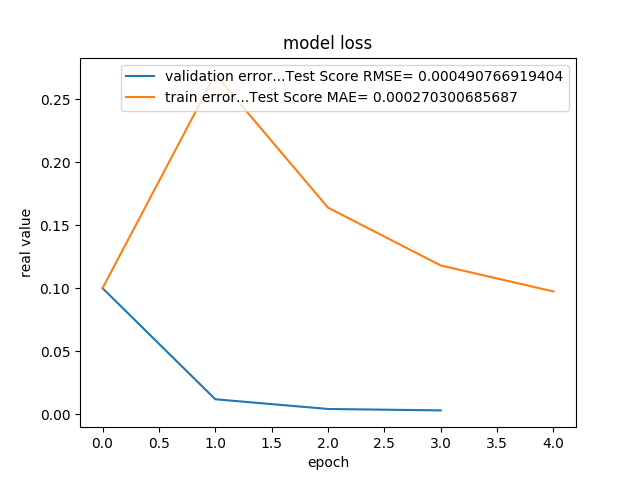 model loss
validation error...Test Score RMSE= 0.000490766919404
train error...Test Score MAE= 0.000270300685687
0.25
0.20
0.15
0.10
0.05
0.00
real value
0.0 0.5 1.0 1.5 2.0 2.5 3.0 3.5 4.0
epoch